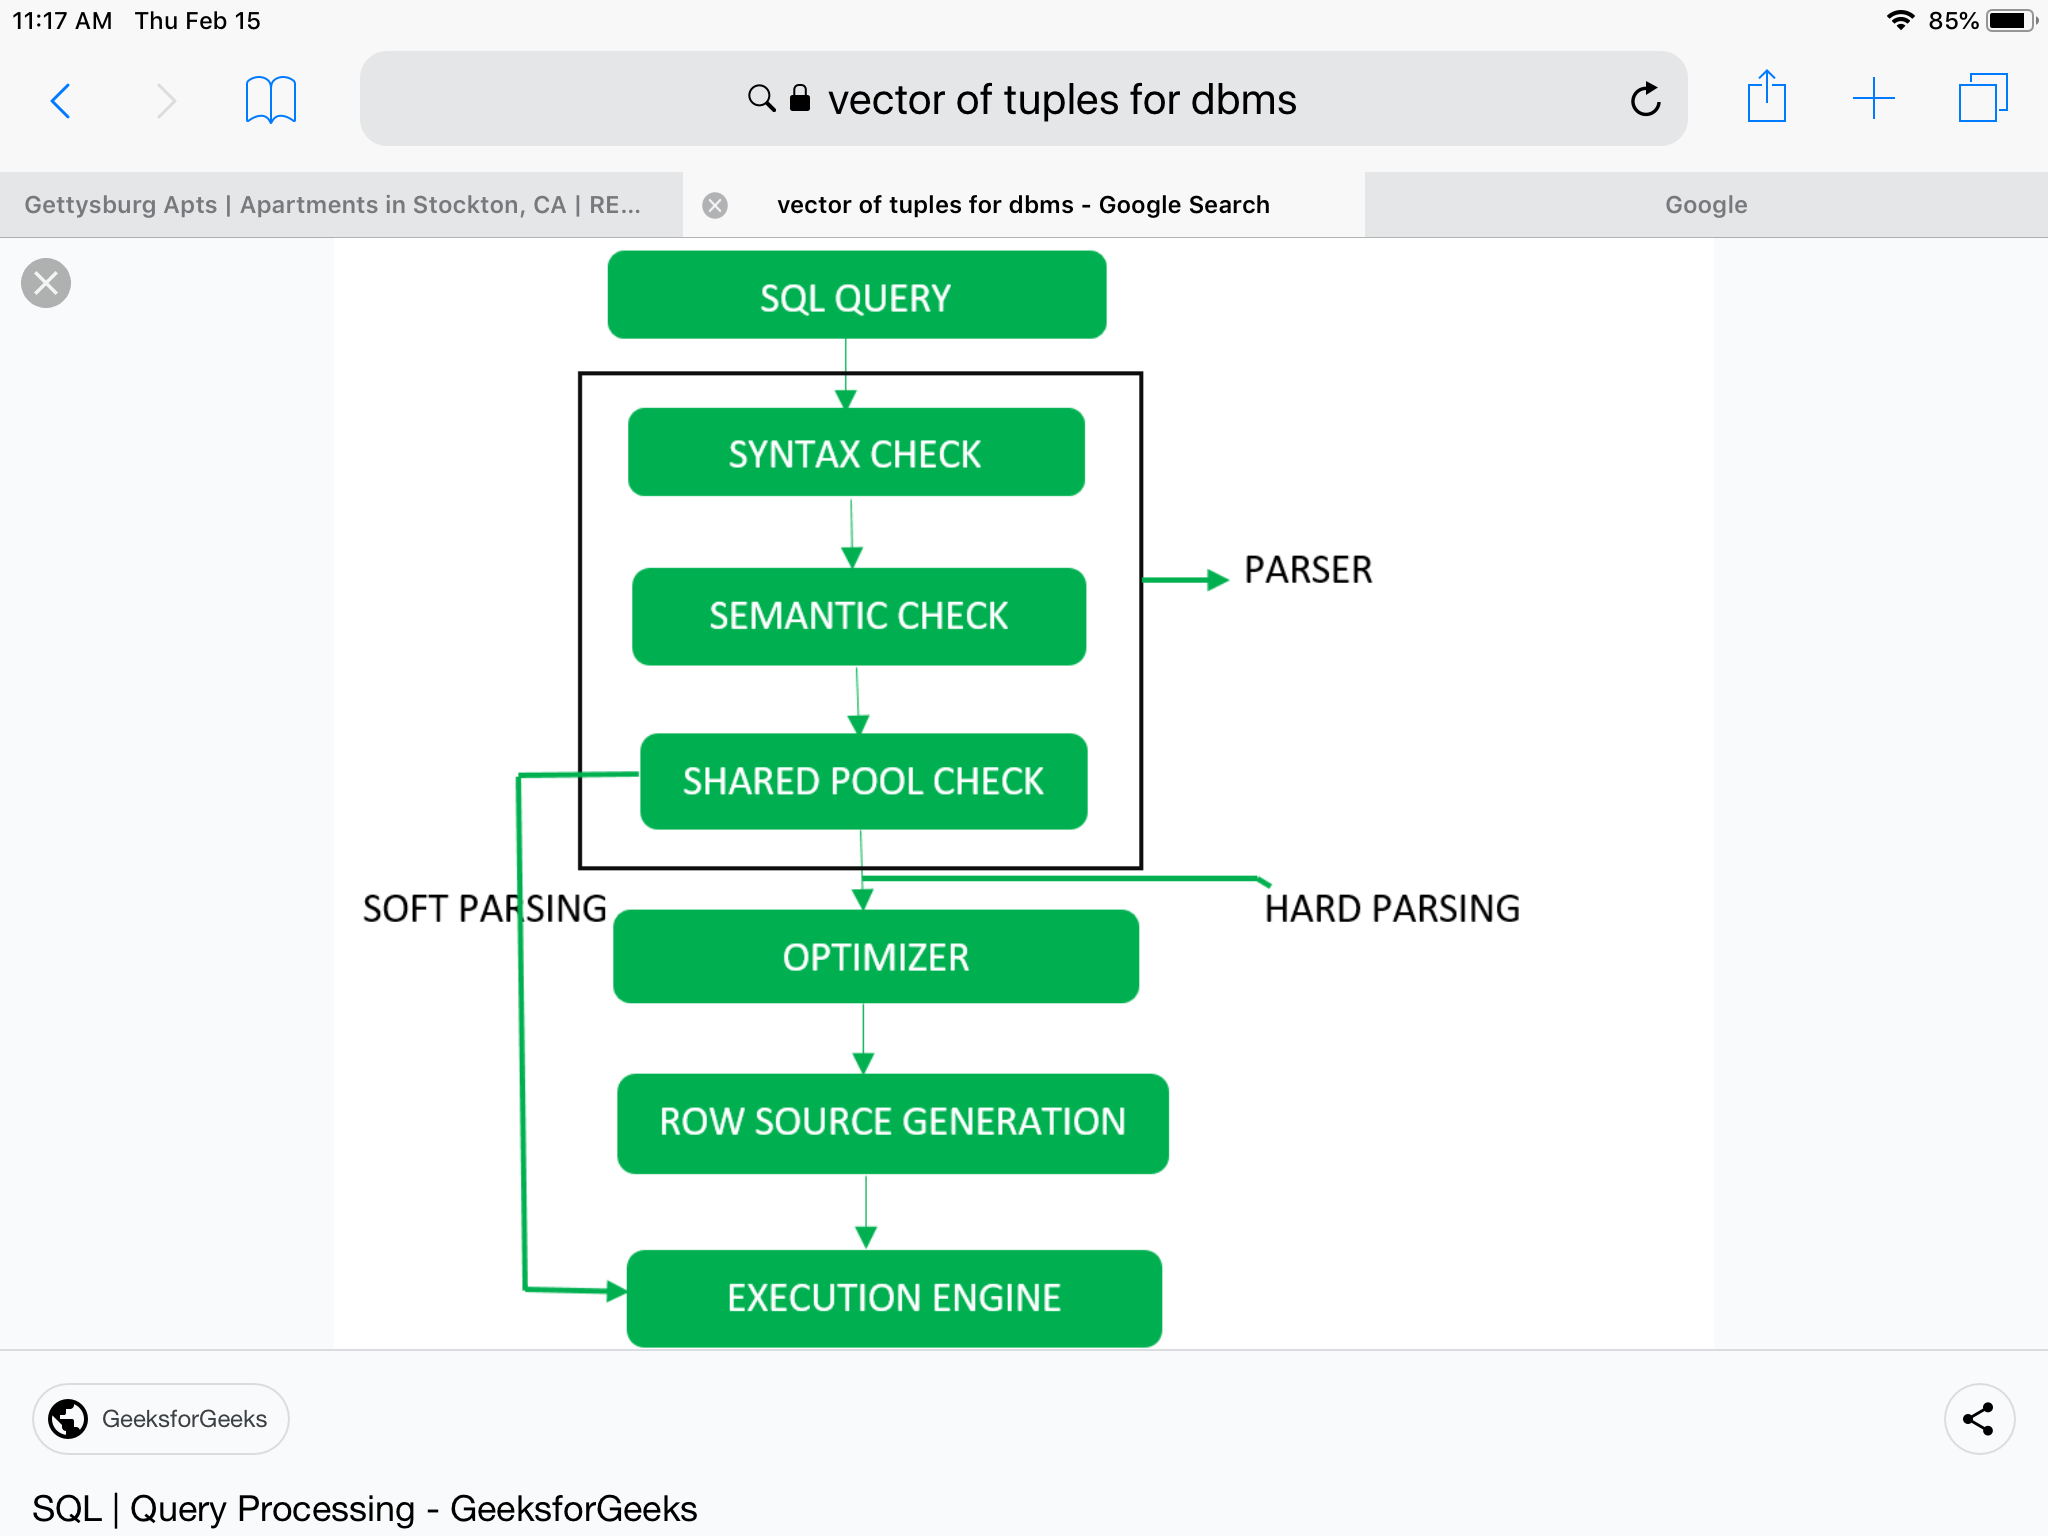 11:17 AM Thu Feb 15
85%
vector of tuples for dbms
Gettysburg Apts | Apartments in Stockton, CA | RE...
vector of tuples for dbms - Google Search
Google
SQL QUERY
SYNTAX CHECK
PARSER
SEMANTIC CHECK
SHARED POOL CHECK
SOFT PARSING
HARD PARSING
OPTIMIZER
ROW SOURCE GENERATION
EXECUTION ENGINE
GeeksforGeeks
SQL | Query Processing - GeeksforGeeks